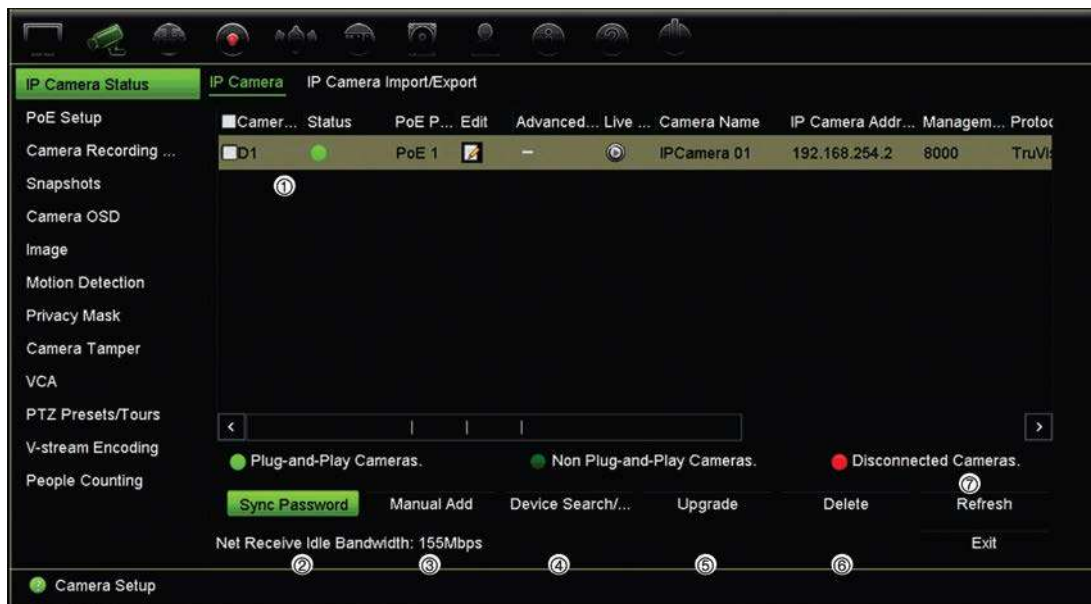 IP Camera Status
PoE Setup
Camera Recording ...
Snapshots
Camera OSD
Image
Motion Detection
Privacy Mask
Camera Tamper
VCA
PTZ Presets/Tours
V-stream Encoding
People Counting
IP Camera IP Camera Import/Export
Camer... Status PoE P... Edit Advanced... Live ... Camera Name IP Camera Addr... Managem... Protoc
D1 PoE 1 – IPCamera 01 192.168.254.2 8000 TruVi
①
< >
Plug-and-Play Cameras. Non Plug-and-Play Cameras. Disconnected Cameras.
⑦
Sync Password Manual Add Device Search/... Upgrade Delete Refresh
Net Receive Idle Bandwidth: 155Mbps Exit
② ③ ④ ⑤ ⑥
Camera Setup